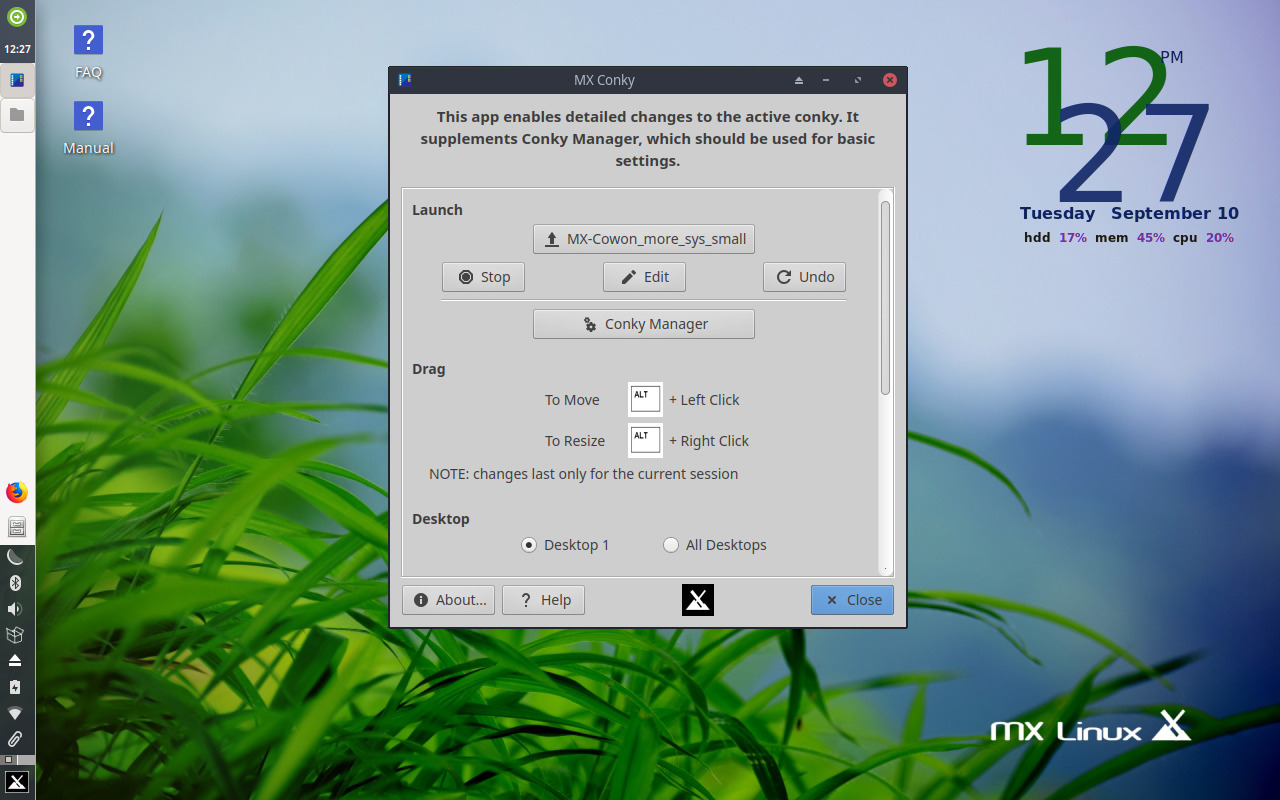 12:27
FAQ
Manual
MX Conky
This app enables detailed changes to the active conky. It
supplements Conky Manager, which should be used for basic
settings.
Launch
MX-Cowon_more_sys_small
Stop Edit Undo
Conky Manager
Drag
To Move ALT + Left Click
To Resize ALT + Right Click
NOTE: changes last only for the current session
Desktop
Desktop 1 All Desktops
About... Help Close
12 PM
27
Tuesday September 10
hdd 17% mem 45% cpu 20%
mx Linux